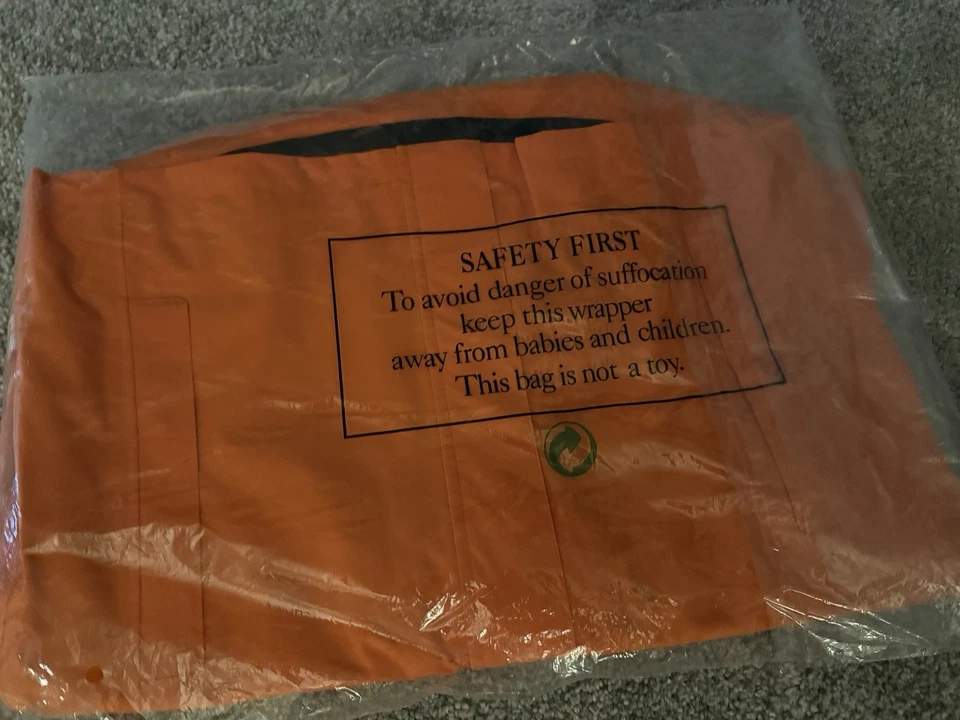 SAFETY FIRST
To avoid danger of suffocation
keep this wrapper
away from babies and children.
This bag is not a toy.